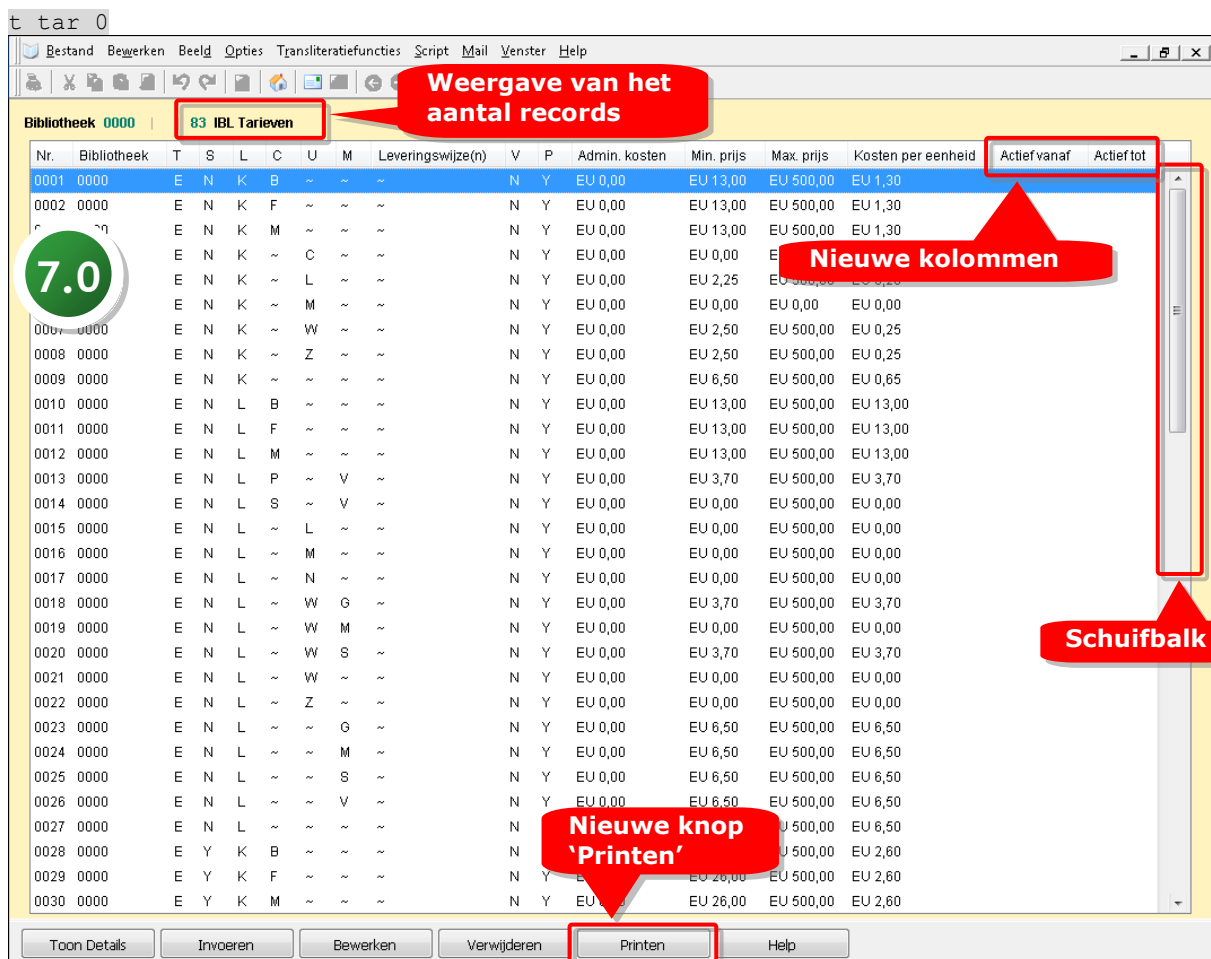 t tar 0
Bestand Bewerken Beeld Opties Transliteratiefuncties Script Mail Venster Help
Weergave van het
aantal records
Bibliotheek 0000 | 83 IBL Tarieven
Nr. Bibliotheek T S L C U M Leveringswijze(n) V P Admin. kosten Min. prijs Max. prijs Kosten per eenheid Actief vanaf Actief tot
0001 0000 E N K B ~ ~ ~ N Y EU 0,00 EU 13,00 EU 500,00 EU 1,30
0002 0000 E N K F ~ ~ ~ N Y EU 0,00 EU 13,00 EU 500,00 EU 1,30
E N K M ~ ~ ~ N Y EU 0,00 EU 13,00 EU 500,00 EU 1,30
Nieuwe kolommen
7.0
E N K ~ C ~ ~ N Y EU 0,00 EU 0,00
E N K ~ L ~ ~ N Y EU 0,00 EU 2,25
E N K ~ M ~ ~ N Y EU 0,00 EU 0,00 EU 0,00 EU 0,00
0007 0000 E N K ~ W ~ ~ N Y EU 0,00 EU 2,50 EU 500,00 EU 0,25
0008 0000 E N K ~ Z ~ ~ N Y EU 0,00 EU 2,50 EU 500,00 EU 0,25
0009 0000 E N K ~ ~ ~ ~ N Y EU 0,00 EU 6,50 EU 500,00 EU 0,65
0010 0000 E N L B ~ ~ ~ N Y EU 0,00 EU 13,00 EU 500,00 EU 13,00
0011 0000 E N L F ~ ~ ~ N Y EU 0,00 EU 13,00 EU 500,00 EU 13,00
0012 0000 E N L M ~ ~ ~ N Y EU 0,00 EU 13,00 EU 500,00 EU 13,00
0013 0000 E N L P ~ V ~ N Y EU 0,00 EU 3,70 EU 500,00 EU 3,70
0014 0000 E N L S ~ V ~ N Y EU 0,00 EU 0,00 EU 500,00 EU 0,00
0015 0000 E N L ~ L ~ ~ N Y EU 0,00 EU 0,00 EU 500,00 EU 0,00
0016 0000 E N L ~ M ~ ~ N Y EU 0,00 EU 0,00 EU 500,00 EU 0,00
0017 0000 E N L ~ N ~ ~ N Y EU 0,00 EU 0,00 EU 500,00 EU 0,00
0018 0000 E N L ~ W G ~ N Y EU 0,00 EU 3,70 EU 500,00 EU 3,70
0019 0000 E N L ~ W M ~ N Y EU 0,00 EU 0,00 EU 500,00 EU 0,00
Schuifbalk
0020 0000 E N L ~ W S ~ N Y EU 0,00 EU 3,70 EU 500,00 EU 3,70
0021 0000 E N L ~ W ~ ~ N Y EU 0,00 EU 0,00 EU 500,00 EU 0,00
0022 0000 E N L ~ Z ~ ~ N Y EU 0,00 EU 0,00 EU 500,00 EU 0,00
0023 0000 E N L ~ ~ G ~ N Y EU 0,00 EU 6,50 EU 500,00 EU 6,50
0024 0000 E N L ~ ~ M ~ N Y EU 0,00 EU 6,50 EU 500,00 EU 6,50
0025 0000 E N L ~ ~ S ~ N Y EU 0,00 EU 6,50 EU 500,00 EU 6,50
0026 0000 E N L ~ ~ V ~ N Y EU 0,00 EU 6,50 EU 500,00 EU 6,50
0027 0000 E N L ~ ~ ~ ~ N 500,00 EU 6,50
Nieuwe knop
‘Printen’
0028 0000 E Y K B ~ ~ ~ N 500,00 EU 2,60
0029 0000 E Y K F ~ ~ ~ N Y EU 26,00 EU 500,00 EU 2,60
0030 0000 E Y K M ~ ~ ~ N Y EU 26,00 EU 500,00 EU 2,60
Toon Details Invoeren Bewerken Verwijderen Printen Help